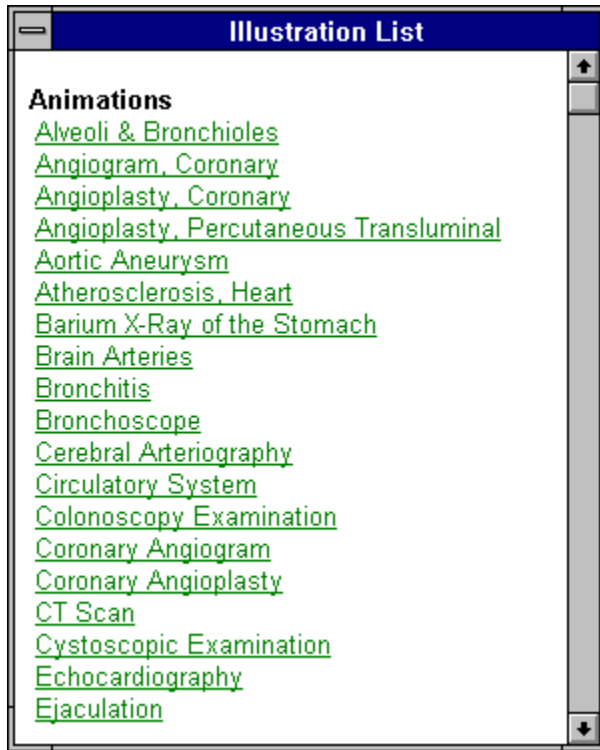 Illustration List
Animations
Alveoli & Bronchioles
Angiogram, Coronary
Angioplasty, Coronary
Angioplasty, Percutaneous Transluminal
Aortic Aneurysm
Atherosclerosis, Heart
Barium X-Ray of the Stomach
Brain Arteries
Bronchitis
Bronchoscope
Cerebral Arteriography
Circulatory System
Colonoscopy Examination
Coronary Angiogram
Coronary Angioplasty
CT Scan
Cystoscopic Examination
Echocardiography
Ejaculation